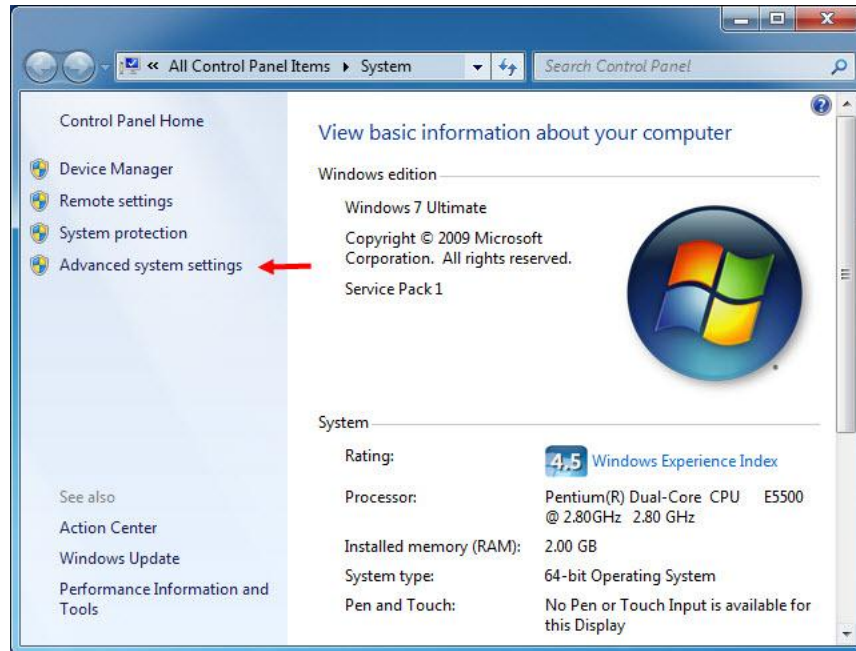 « All Control Panel Items ▸ System
Search Control Panel
Control Panel Home
Device Manager
Remote settings
System protection
Advanced system settings
See also
Action Center
Windows Update
Performance Information and
Tools
View basic information about your computer
Windows edition
Windows 7 Ultimate
Copyright © 2009 Microsoft
Corporation. All rights reserved.
Service Pack 1
System
Rating:
4.5 Windows Experience Index
Processor:
Pentium(R) Dual-Core CPU E5500
@ 2.80GHz 2.80 GHz
Installed memory (RAM):
2.00 GB
System type:
64-bit Operating System
Pen and Touch:
No Pen or Touch Input is available for
this Display